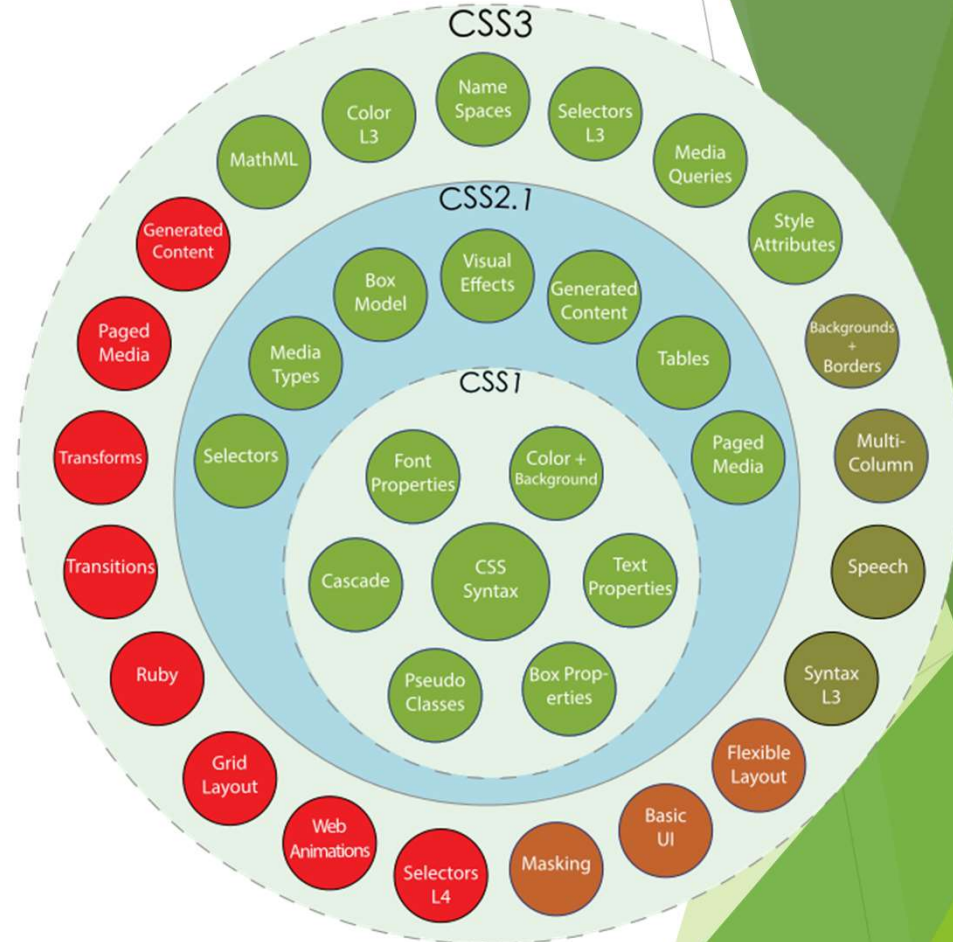 CSS3
Name
Spaces
Color
L3
Selectors
L3
MathML
Media
Queries
Generated
Content
Style
Attributes
Paged
Media
Backgrounds
+
Borders
Transforms
Multi-
Column
Transitions
Speech
Ruby
Syntax
L3
Grid
Layout
Flexible
Layout
Web
Animations
Basic
UI
Selectors
L4
Masking
CSS2.1
Visual
Effects
Box
Model
Generated
Content
Media
Types
Tables
Selectors
Paged
Media
CSS1
Font
Properties
Color +
Background
Cascade
CSS
Syntax
Text
Properties
Pseudo
Classes
Box Prop-
erties